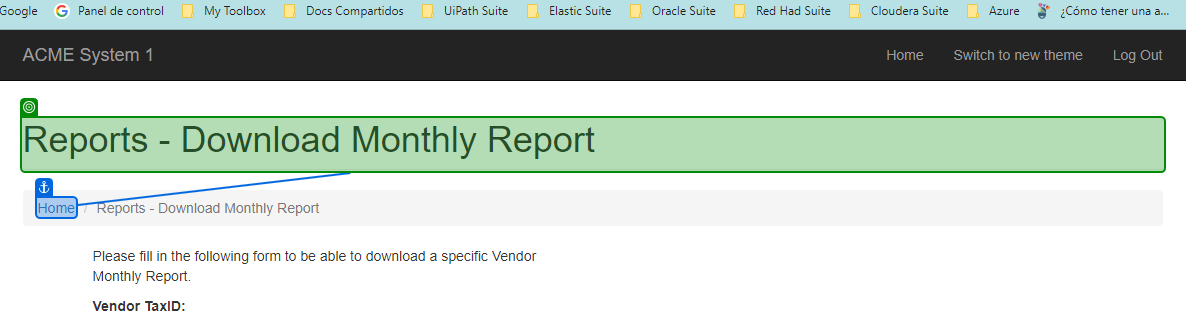 Google Panel de control My Toolbox Docs Compartidos UiPath Suite Elastic Suite Oracle Suite Red Had Suite Cloudera Suite Azure ¿Cómo tener una a...
ACME System 1 Home Switch to new theme Log Out
Reports - Download Monthly Report
Home / Reports - Download Monthly Report
Please fill in the following form to be able to download a specific Vendor
Monthly Report.
Vendor TaxID: